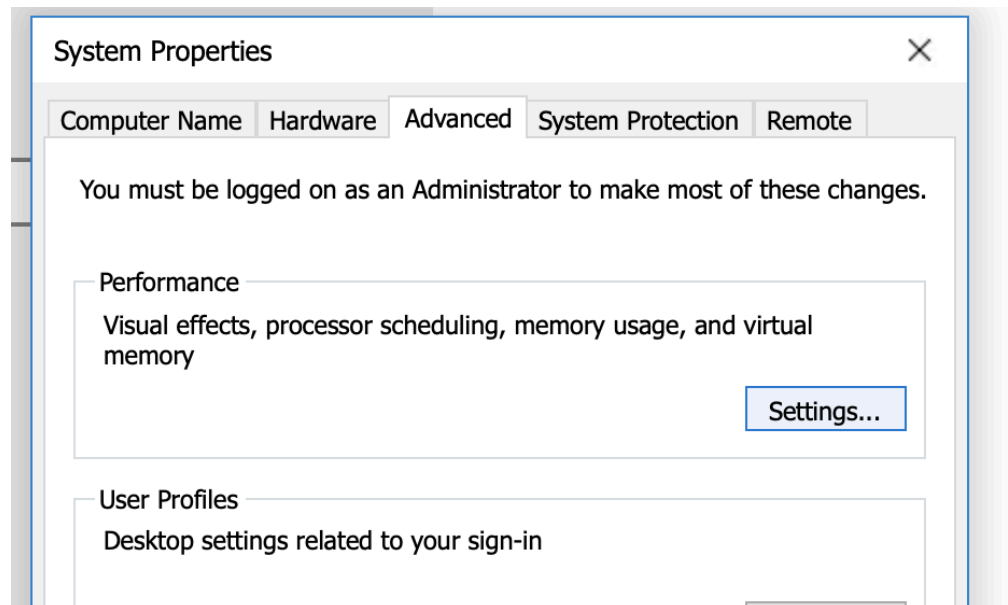 System Properties
Computer Name Hardware Advanced System Protection Remote
You must be logged on as an Administrator to make most of these changes.
Performance
Visual effects, processor scheduling, memory usage, and virtual
memory
Settings...
User Profiles
Desktop settings related to your sign-in